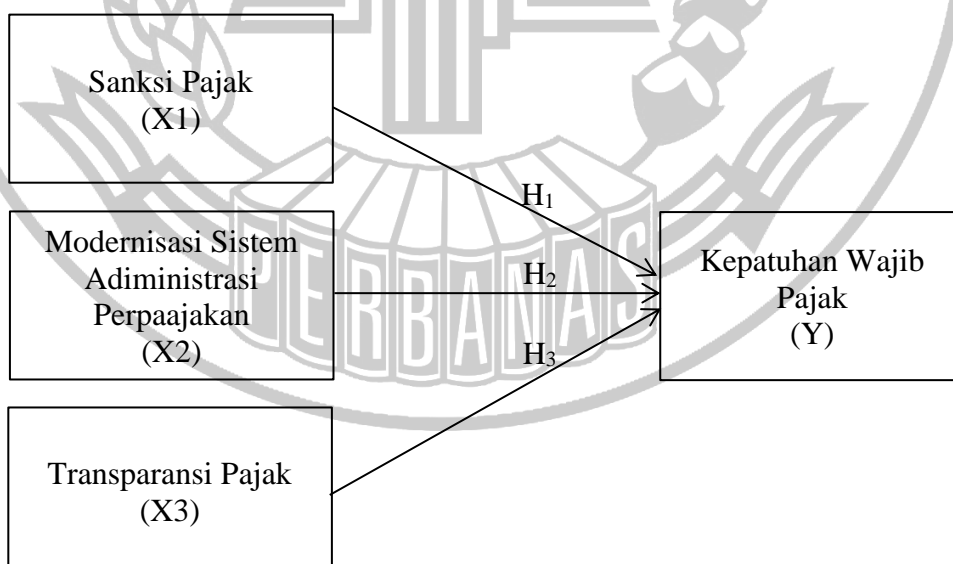 Sanksi Pajak
(X1)
H1
Modernisasi Sistem
Adiministrasi
Perpaajakan
(X2)
H2
Kepatuhan Wajib
Pajak
(Y)
H3
Transparansi Pajak
(X3)
PERBANAS